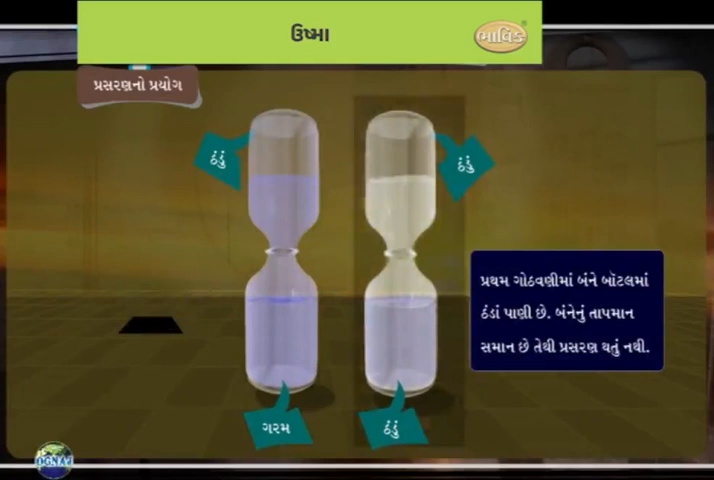 ઉષ્મા
ભાવિક
પ્રસરણનો પ્રયોગ
ઠંડું
ઠંડું
પ્રથમ ગોઠવણીમાં બંને બૉટલમાં
ઠંડાં પાણી છે. બંનેનું તાપમાન
સમાન છે તેથી પ્રસરણ થતું નથી.
ગરમ
ઠંડું